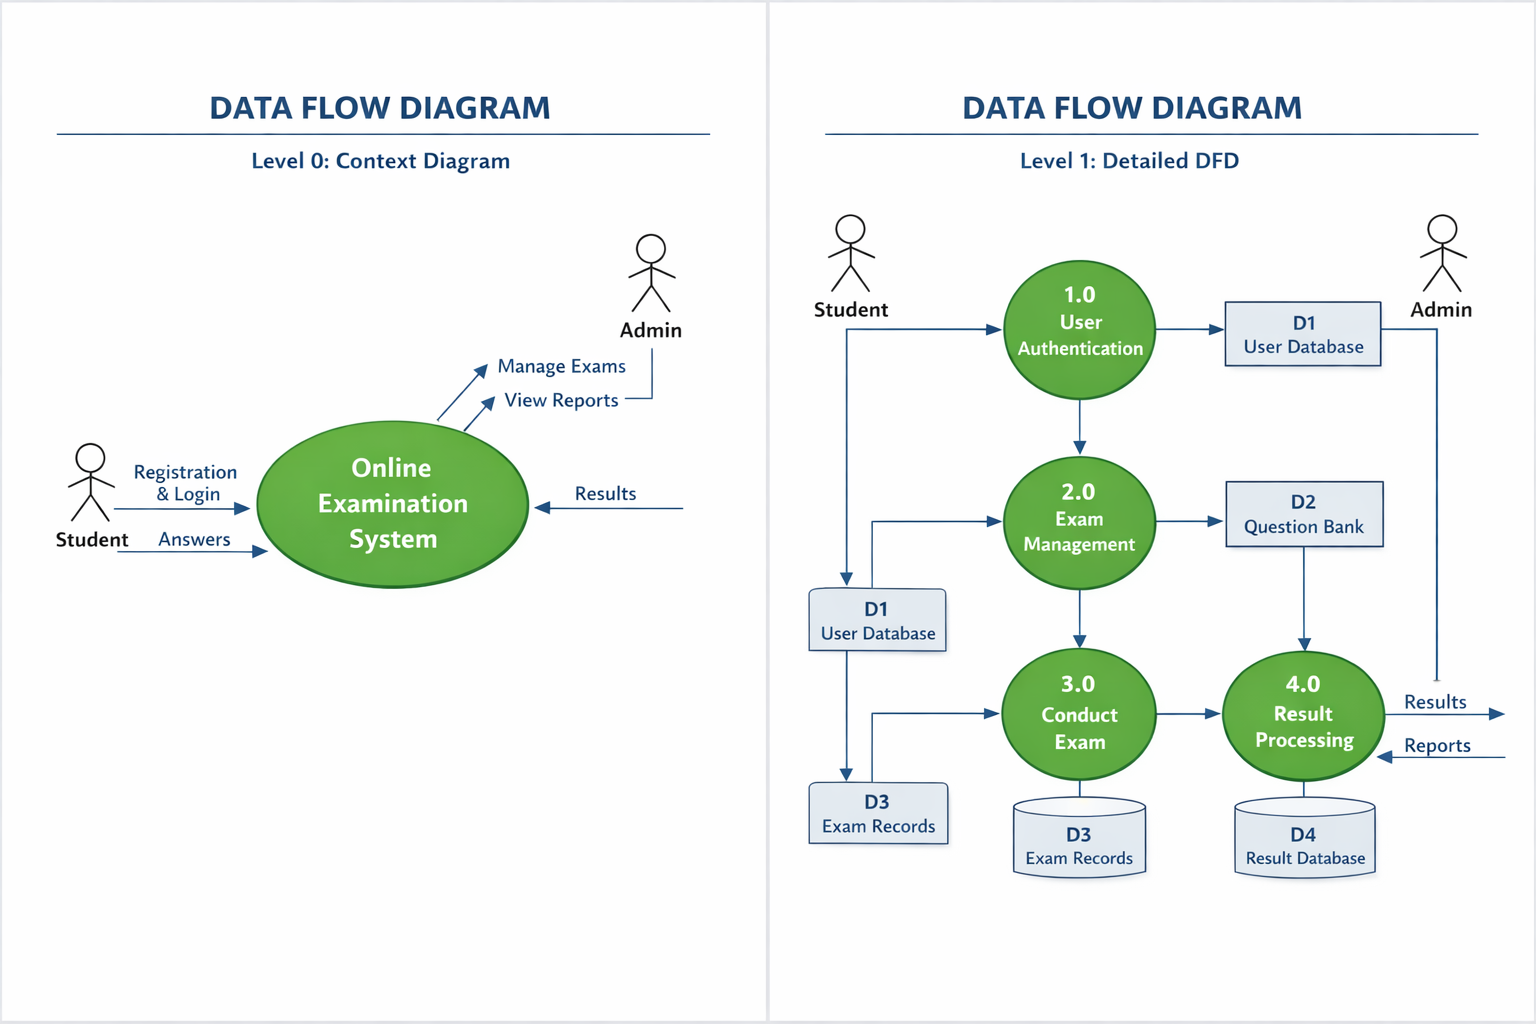 DATA FLOW DIAGRAM
Level 0: Context Diagram
Admin
Manage Exams
View Reports
Registration
& Login
Student
Answers
Online
Examination
System
Results
DATA FLOW DIAGRAM
Level 1: Detailed DFD
Student
Admin
1.0
User
Authentication
D1
User Database
2.0
Exam
Management
D2
Question Bank
D1
User Database
3.0
Conduct
Exam
4.0
Result
Processing
Results
Reports
D3
Exam Records
D3
Exam Records
D4
Result Database